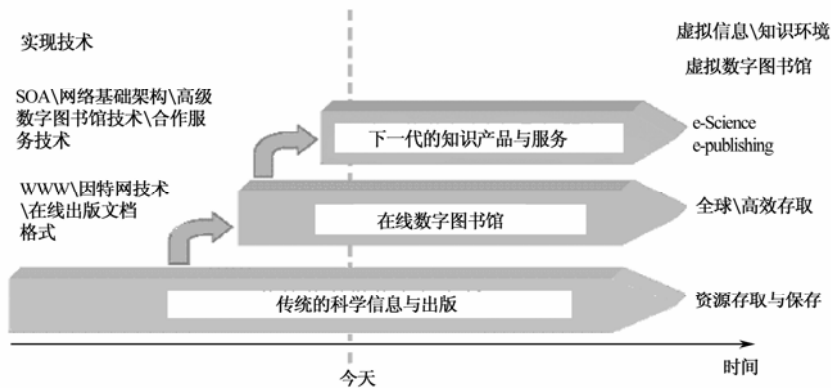 实现技术
虚拟信息\知识环境
虚拟数字图书馆
SOA\网络基础架构\高级
数字图书馆技术\合作服
务技术
下一代的知识产品与服务
e-Science
e-publishing
WWW\因特网技术
\在线出版文档
格式
在线数字图书馆
全球\高效存取
传统的科学信息与出版
资源存取与保存
今天
时间